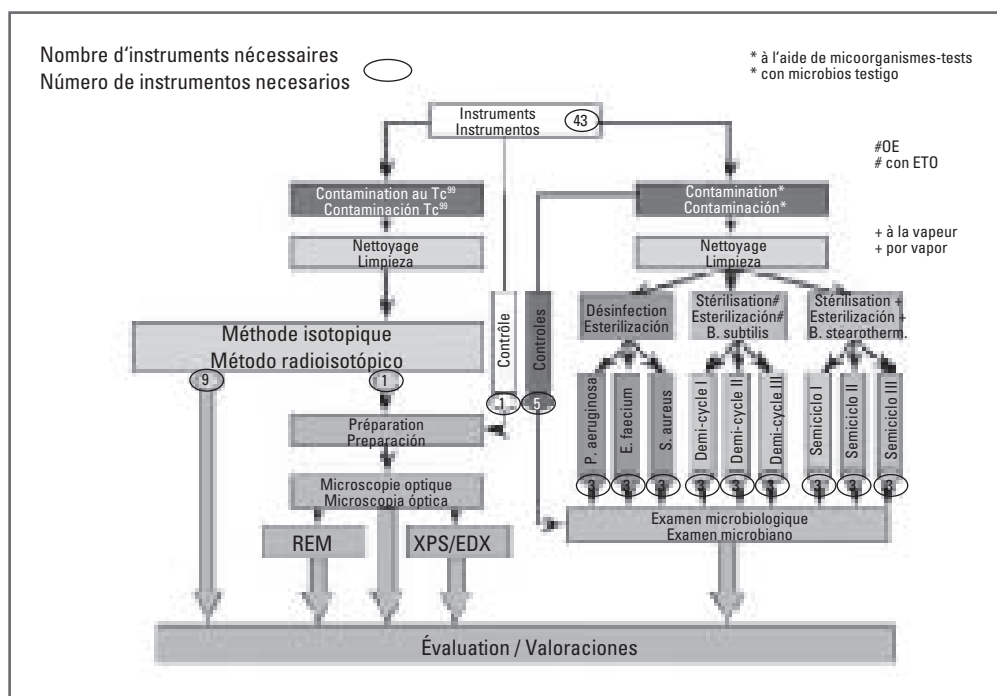 Nombre d'instruments nécessaires
Número de instrumentos necesarios
* à l'aide de micoorganismes-tests
* con microbios testigo
Instruments
Instrumentos
43
#OE
# con ETO
Contamination au Tc99
Contaminación Tc99
Contamination*
Contaminación*
+ à la vapeur
+ por vapor
Nettoyage
Limpieza
Nettoyage
Limpieza
Contrôle
Controles
Désinfection
Esterilización
Stérilisation#
Esterilización#
B. subtilis
Stérilisation +
Esterilización +
B. stearotherm.
Méthode isotopique
Método radioisotópico
9
1
1
5
P. aeruginosa
E. faecium
S. aureus
Demi-cycle I
Demi-cycle II
Demi-cycle III
Semiciclo I
Semiciclo II
Semiciclo III
Préparation
Preparación
3
3
3
3
3
3
3
3
3
Microscopie optique
Microscopia óptica
Examen microbiologique
Examen microbiano
REM
XPS/EDX
Évaluation / Valoraciones